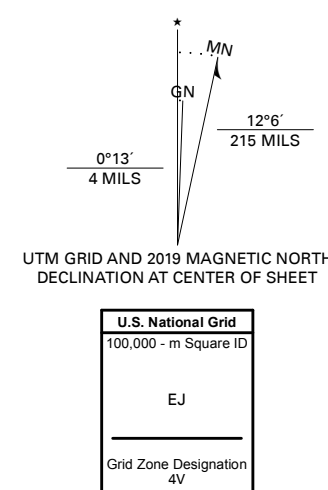 ★
MN
GN
12°6´
215 MILS
0°13´
4 MILS
UTM GRID AND 2019 MAGNETIC NORTH
DECLINATION AT CENTER OF SHEET
U.S. National Grid
100,000 - m Square ID
EJ
Grid Zone Designation
4V